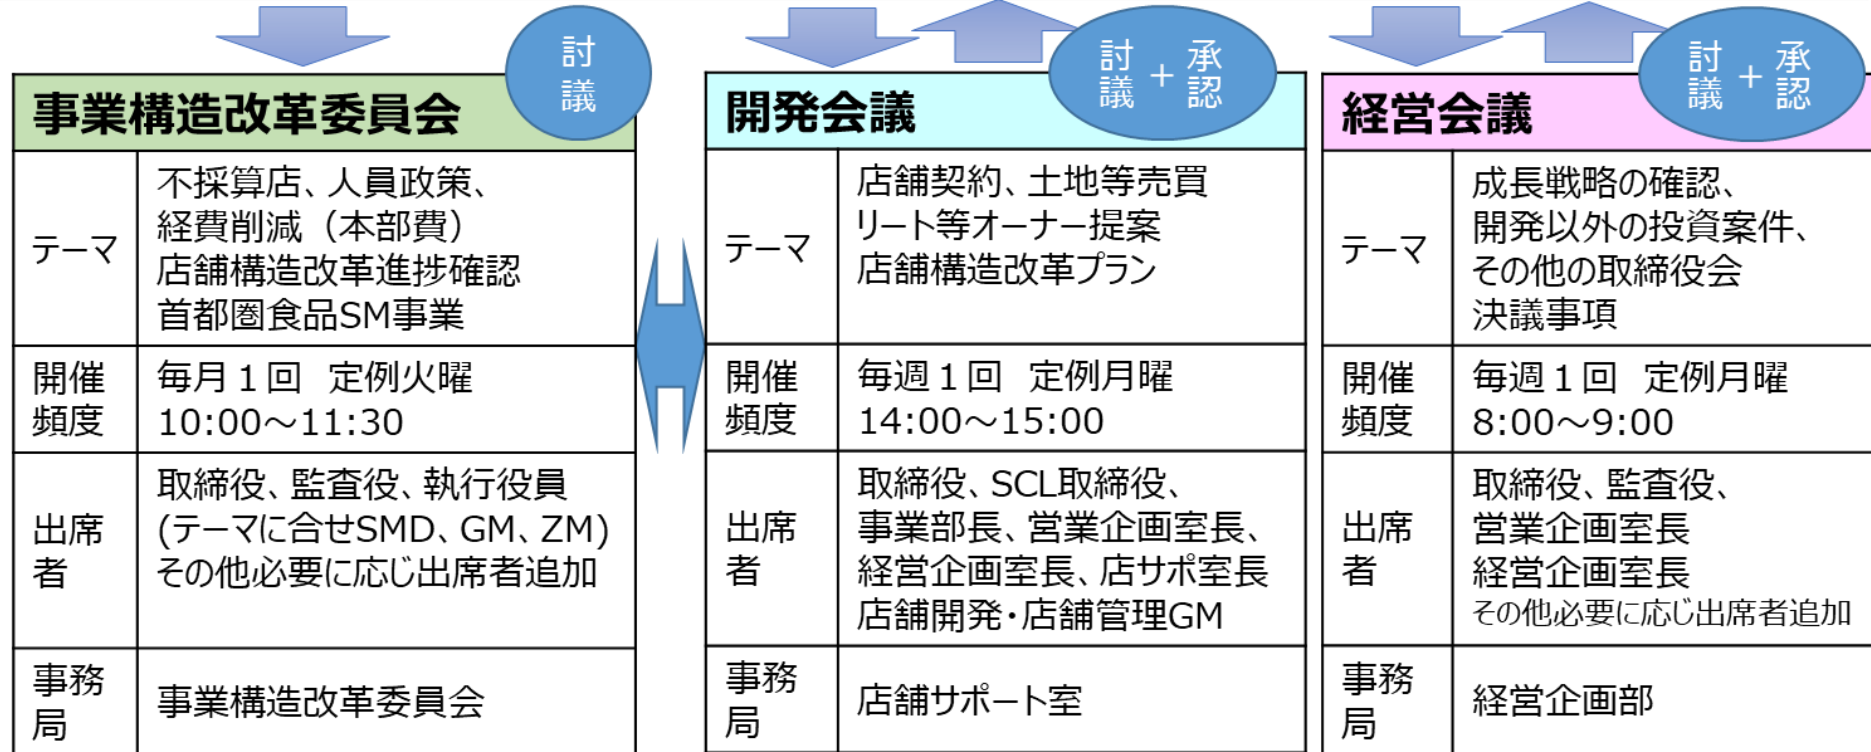 討議
事業構造改革委員会
テーマ
不採算店、人員政策、
経費削減（本部費）
店舗構造改革進捗確認
首都圏食品SM事業
開催
頻度
毎月１回 定例火曜
10:00～11:30
出席
者
取締役、監査役、執行役員
(テーマに合せSMD、GM、ZM)
その他必要に応じ出席者追加
事務
局
事業構造改革委員会
討議＋承認
開発会議
テーマ
店舗契約、土地等売買
リート等オーナー提案
店舗構造改革プラン
開催
頻度
毎週１回 定例月曜
14:00～15:00
出席
者
取締役、SCL取締役、
事業部長、営業企画室長、
経営企画室長、店サポ室長
店舗開発・店舗管理GM
事務
局
店舗サポート室
討議＋承認
経営会議
テーマ
成長戦略の確認、
開発以外の投資案件、
その他の取締役会
決議事項
開催
頻度
毎週１回 定例月曜
8:00～9:00
出席
者
取締役、監査役、
営業企画室長
経営企画室長
その他必要に応じ出席者追加
事務
局
経営企画部